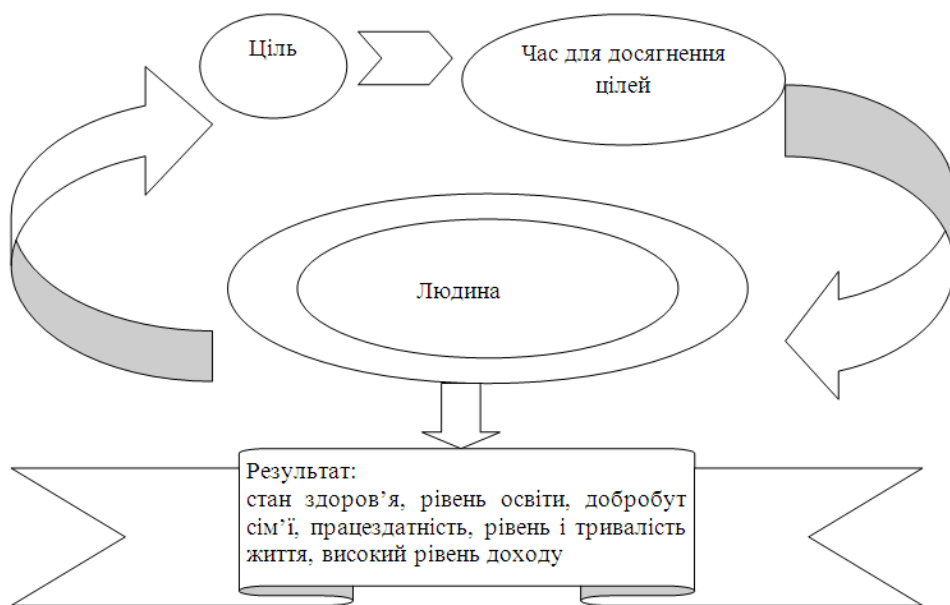 Ціль
Час для досягнення
цілей
Людина
Результат:
стан здоров’я, рівень освіти, добробут
сім’ї, працездатність, рівень і тривалість
життя, високий рівень доходу